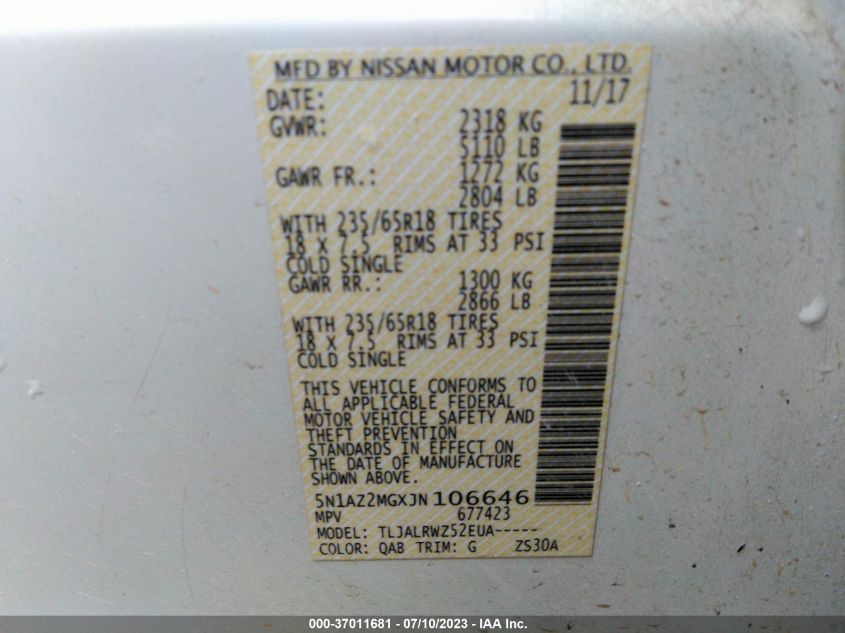 MFD BY NISSAN MOTOR CO., LTD.
DATE: 11/17
GVWR: 2318 KG
5110 LB
GAWR FR.: 1272 KG
2804 LB
WITH 235/65R18 TIRES
18 X 7.5 RIMS AT 33 PSI
COLD SINGLE
GAWR RR.: 1300 KG
2866 LB
WITH 235/65R18 TIRES
18 X 7.5 RIMS AT 33 PSI
COLD SINGLE
THIS VEHICLE CONFORMS TO
ALL APPLICABLE FEDERAL
MOTOR VEHICLE SAFETY AND
THEFT PREVENTION
STANDARDS IN EFFECT ON
THE DATE OF MANUFACTURE
SHOWN ABOVE.
5N1AZ2MGXJN106646
MPV 677423
MODEL: TLJALRWZ52EUA-----
COLOR: QAB TRIM: G ZS30A
000-37011681 - 07/10/2023 - IAA Inc.